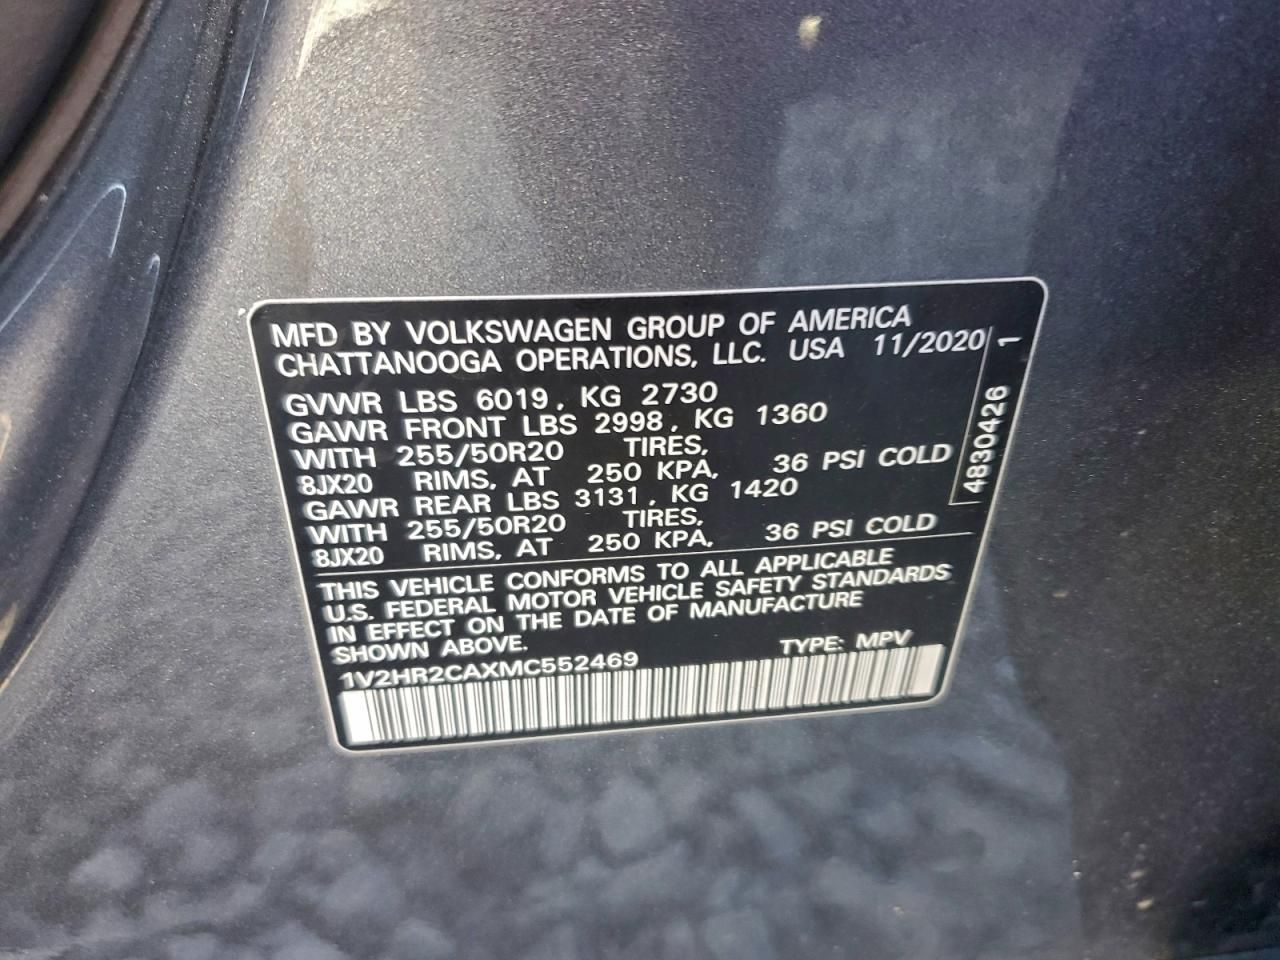 MFD BY VOLKSWAGEN GROUP OF AMERICA
CHATTANOOGA OPERATIONS, LLC. USA 11/2020
GVWR LBS 6019, KG 2730
GAWR FRONT LBS 2998, KG 1360
WITH 255/50R20 TIRES,
8JX20 RIMS, AT 250 KPA, 36 PSI COLD
GAWR REAR LBS 3131, KG 1420
WITH 255/50R20 TIRES,
8JX20 RIMS, AT 250 KPA, 36 PSI COLD
THIS VEHICLE CONFORMS TO ALL APPLICABLE
U.S. FEDERAL MOTOR VEHICLE SAFETY STANDARDS
IN EFFECT ON THE DATE OF MANUFACTURE
SHOWN ABOVE.
TYPE: MPV
1V2HR2CAXMC552469
4830426 1